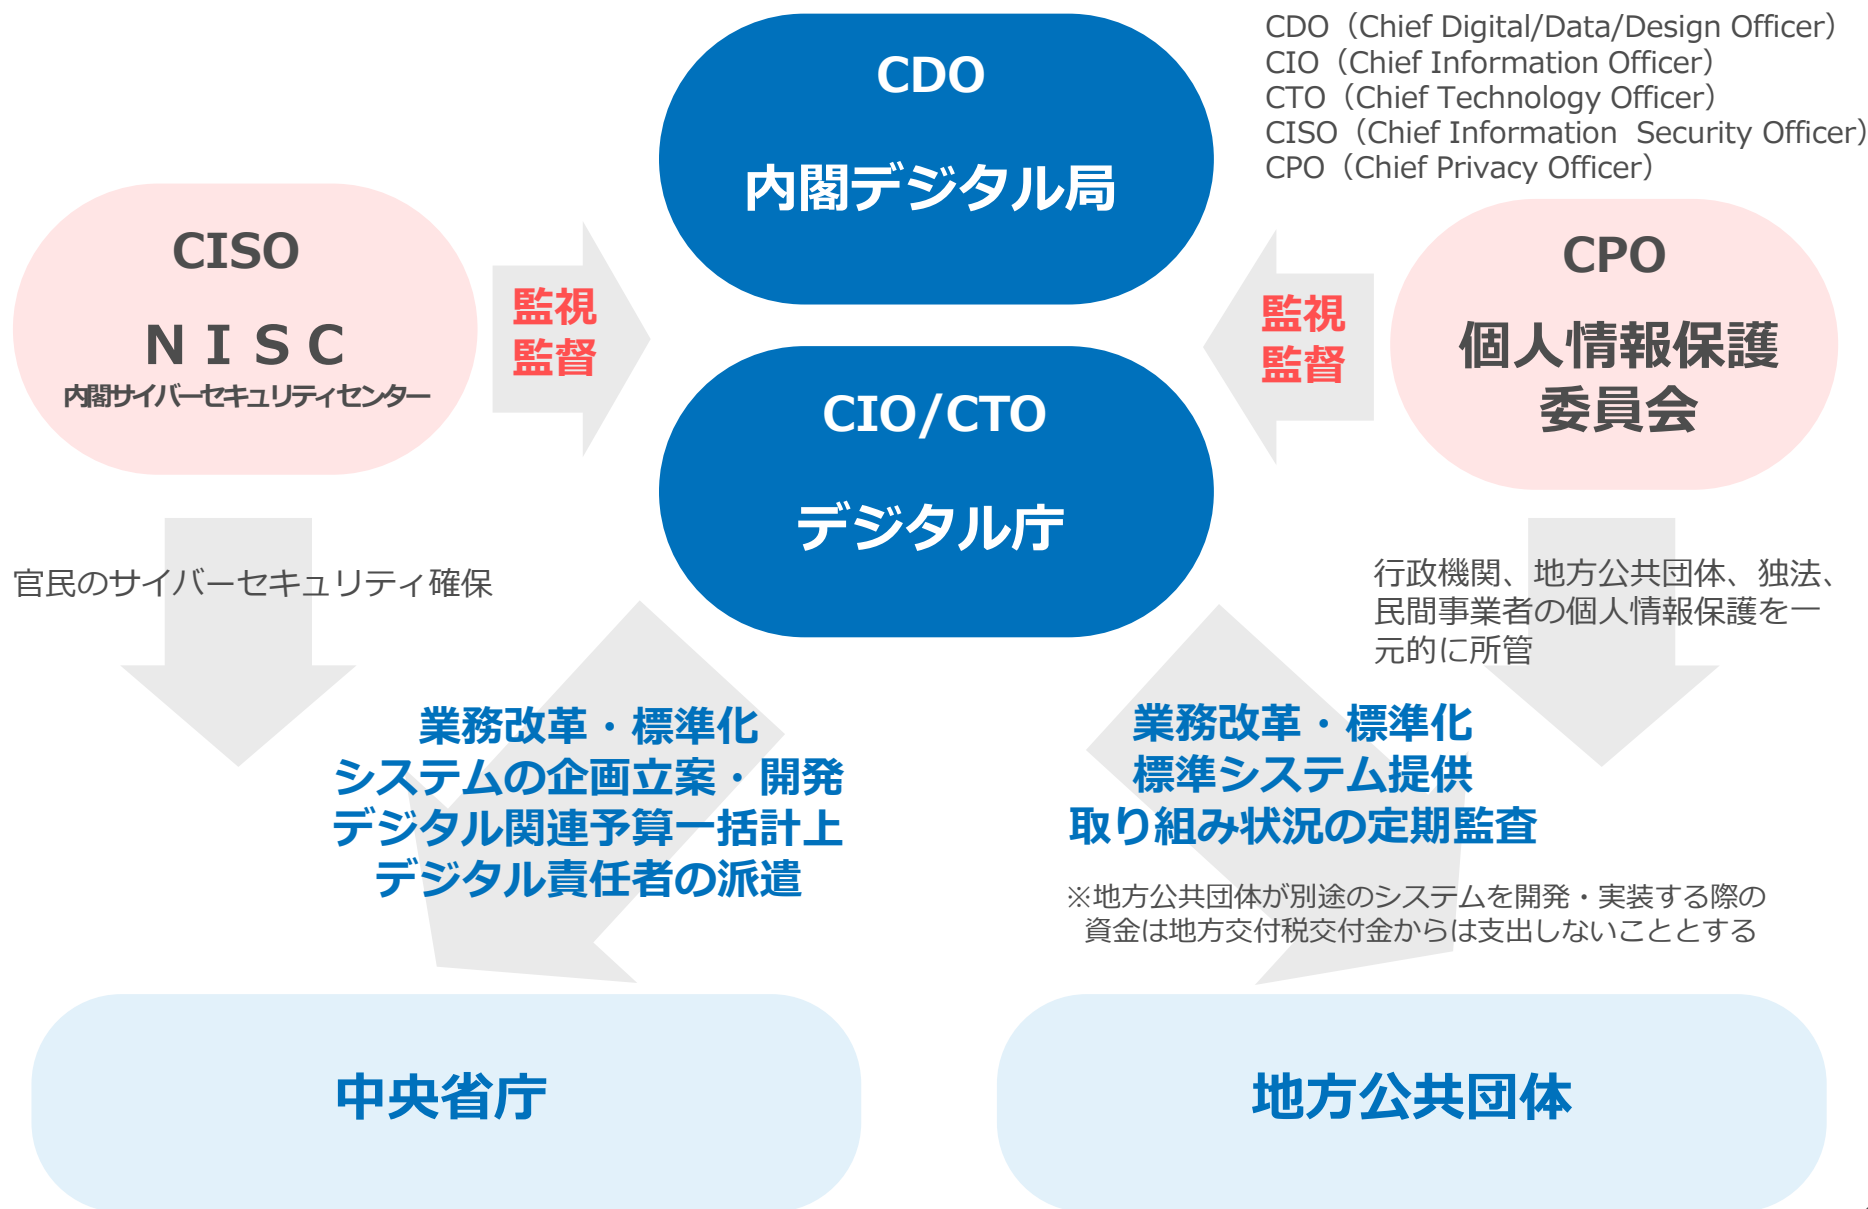 CDO
内閣デジタル局
CDO（Chief Digital/Data/Design Officer）
CIO（Chief Information Officer）
CTO（Chief Technology Officer）
CISO（Chief Information  Security Officer）
CPO（Chief Privacy Officer）
CISO
ＮＩＳＣ
内閣サイバーセキュリティセンター
監視
監督
CIO/CTO
デジタル庁
監視
監督
CPO
個人情報保護
委員会
官民のサイバーセキュリティ確保
行政機関、地方公共団体、独法、
民間事業者の個人情報保護を一
元的に所管
業務改革・標準化
システムの企画立案・開発
デジタル関連予算一括計上
デジタル責任者の派遣
業務改革・標準化
標準システム提供
取り組み状況の定期監査
※地方公共団体が別途のシステムを開発・実装する際の
資金は地方交付税交付金からは支出しないこととする
中央省庁
地方公共団体